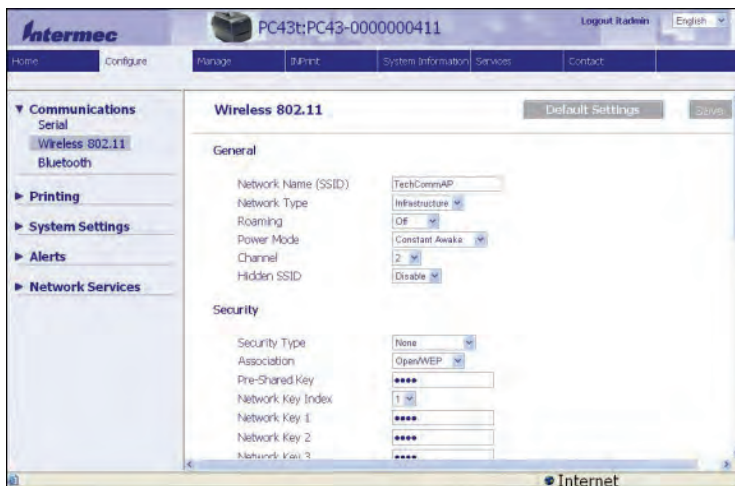 Intermec
PC43t:PC43-0000000411
Logout itadmin
English
Home
Configure
Manage
INPrint
System Information
Services
Contact
Communications
Serial
Wireless 802.11
Bluetooth
Printing
System Settings
Alerts
Network Services
Wireless 802.11
Default Settings
Save
General
Network Name (SSID) TechCommAP
Network Type Infrastructure
Roaming Off
Power Mode Constant Awake
Channel 2
Hidden SSID Disable
Security
Security Type None
Association Open/WEP
Pre-Shared Key ••••
Network Key Index 1
Network Key 1 ••••
Network Key 2 ••••
Network Key 3 ••••
Internet